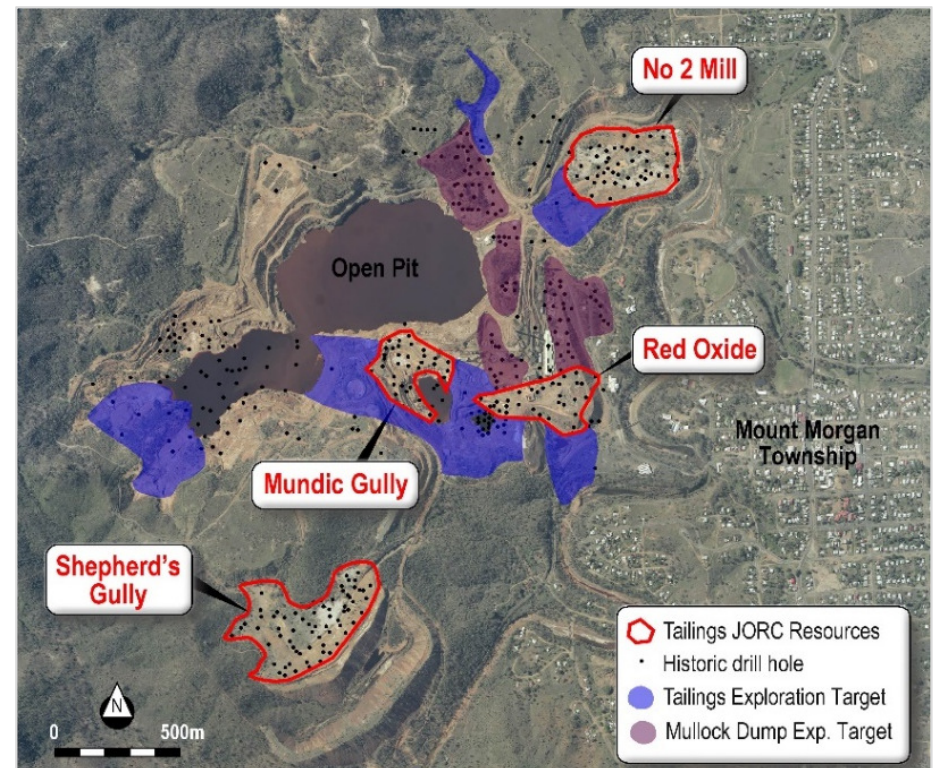 No 2 Mill
Open Pit
Red Oxide
Mount Morgan
Township
Mundic Gully
Shepherd's
Gully
Tailings JORC Resources
Historic drill hole
Tailings Exploration Target
Mullock Dump Exp. Target
N
0 500m